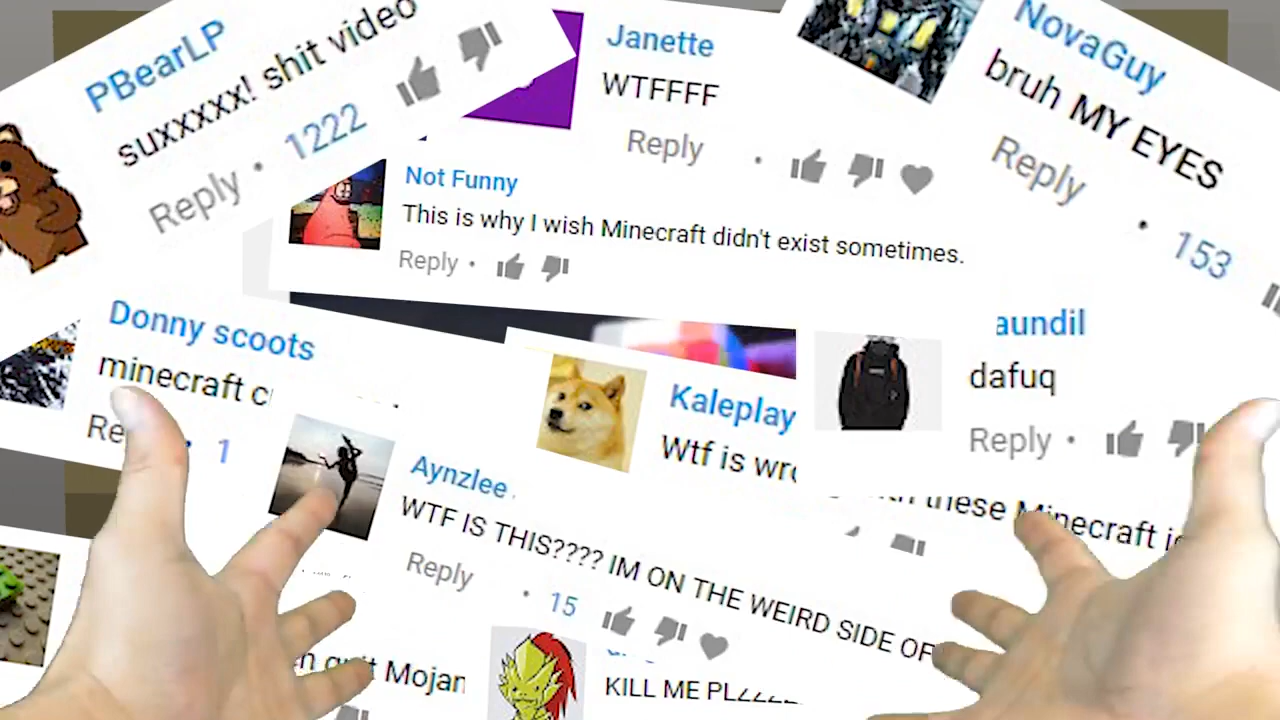 PBearLP
suxxxxx! shit video
Reply • 1222
Janette
WTFFFF
Reply
NovaGuy
bruh MY EYES
Reply • 153
Not Funny
This is why I wish Minecraft didn't exist sometimes.
Reply •
Donny scoots
minecraft
1
Kaleplay
Wtf is
aundil
dafuq
Reply •
these Minecraft
Aynzlee
WTF IS THIS???? IM ON THE WEIRD SIDE OF
Reply • 15
Mojan
KILL ME PLZZZZ